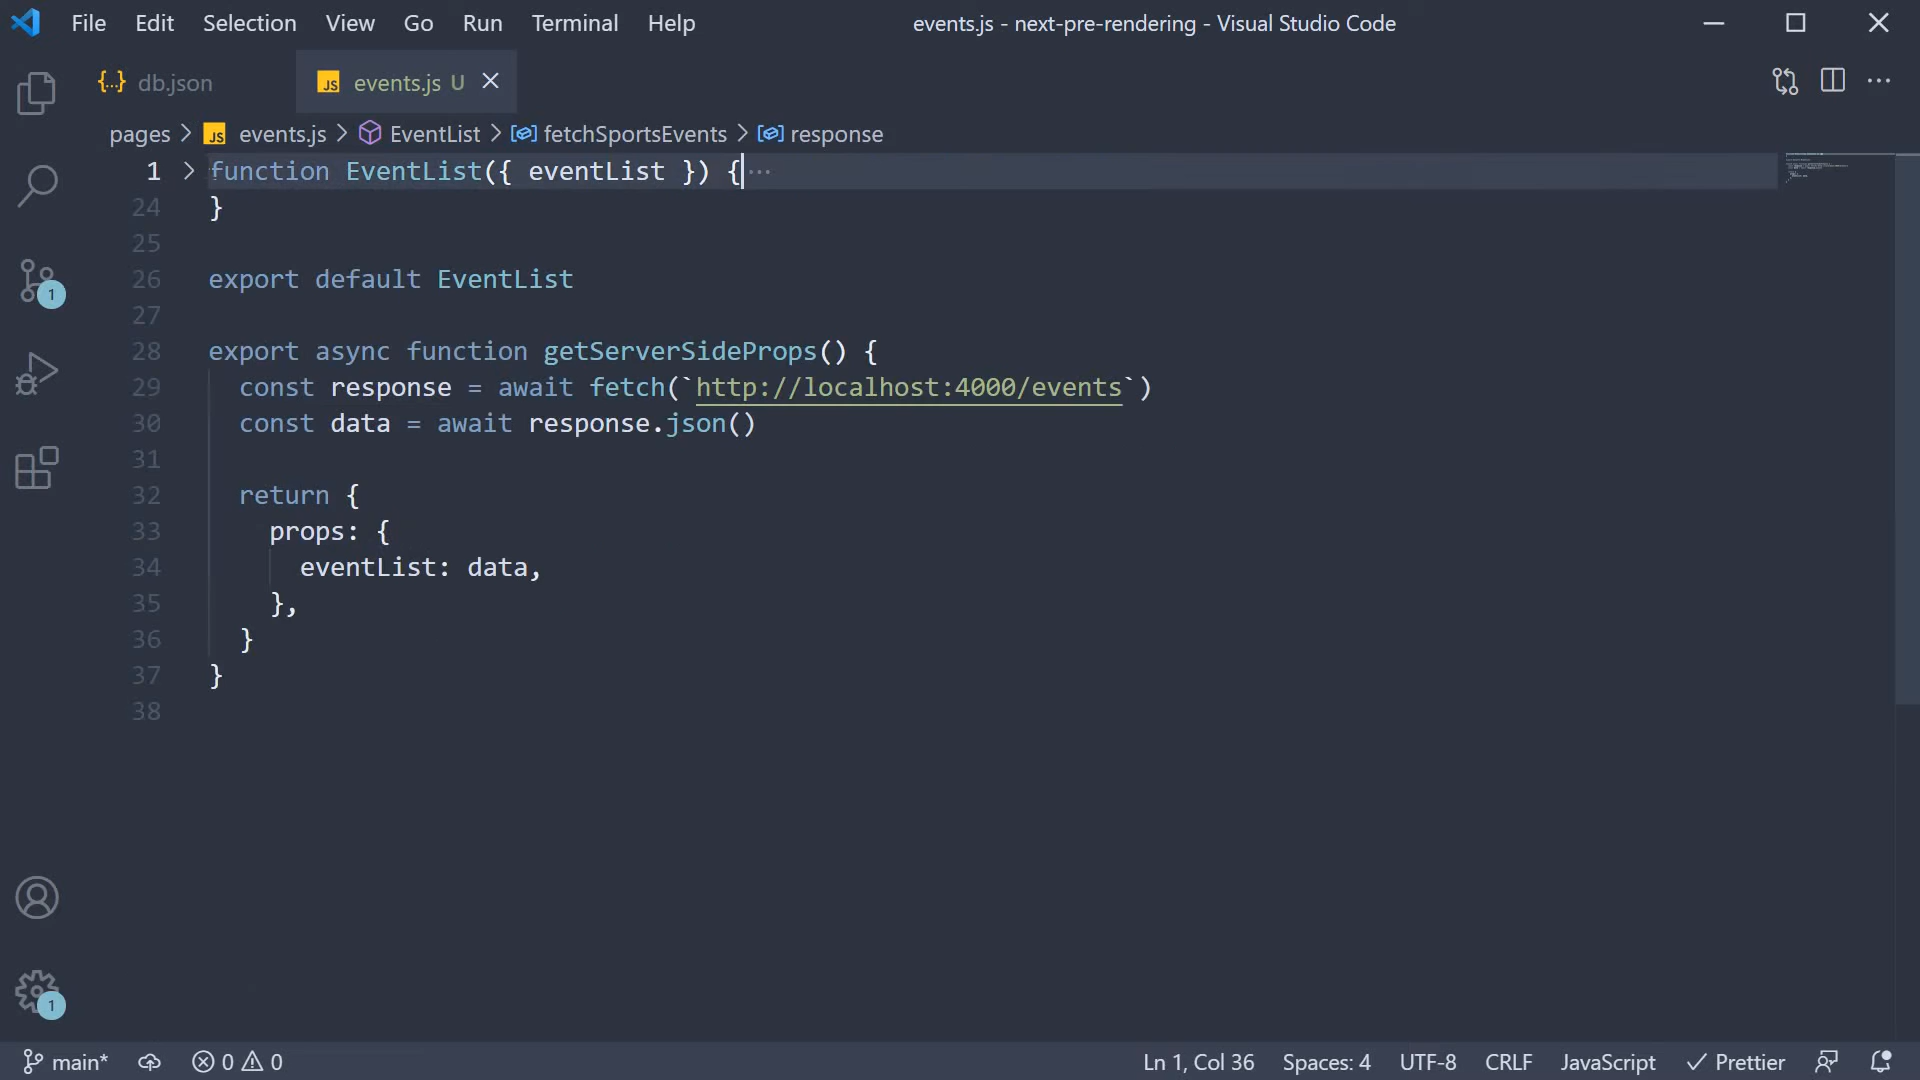 File Edit Selection View Go Run Terminal Help events.js - next-pre-rendering - Visual Studio Code
{..} db.json JS events.js U
pages > JS events.js > EventList > fetchSportsEvents > response
1 function EventList({ eventList }) { ···
24 }
25
26 export default EventList
27
28 export async function getServerSideProps() {
29 const response = await fetch(`http://localhost:4000/events`)
30 const data = await response.json()
31
32 return {
33 props: {
34 eventList: data,
35 },
36 }
37 }
38
1
1
main* 0 0 Ln 1, Col 36 Spaces: 4 UTF-8 CRLF JavaScript Prettier